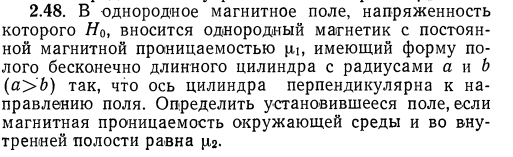 2.48. В однородное магнитное поле, напряженность
которого H₀, вносится однородный магнетик с постоян-
ной магнитной проницаемостью μ₁, имеющий форму по-
лого бесконечно длинного цилиндра с радиусами a и b
(a>b) так, что ось цилиндра перпендикулярна к на-
правлению поля. Определить установившееся поле, если
магнитная проницаемость окружающей среды и во вну-
тренней полости равна μ₂.